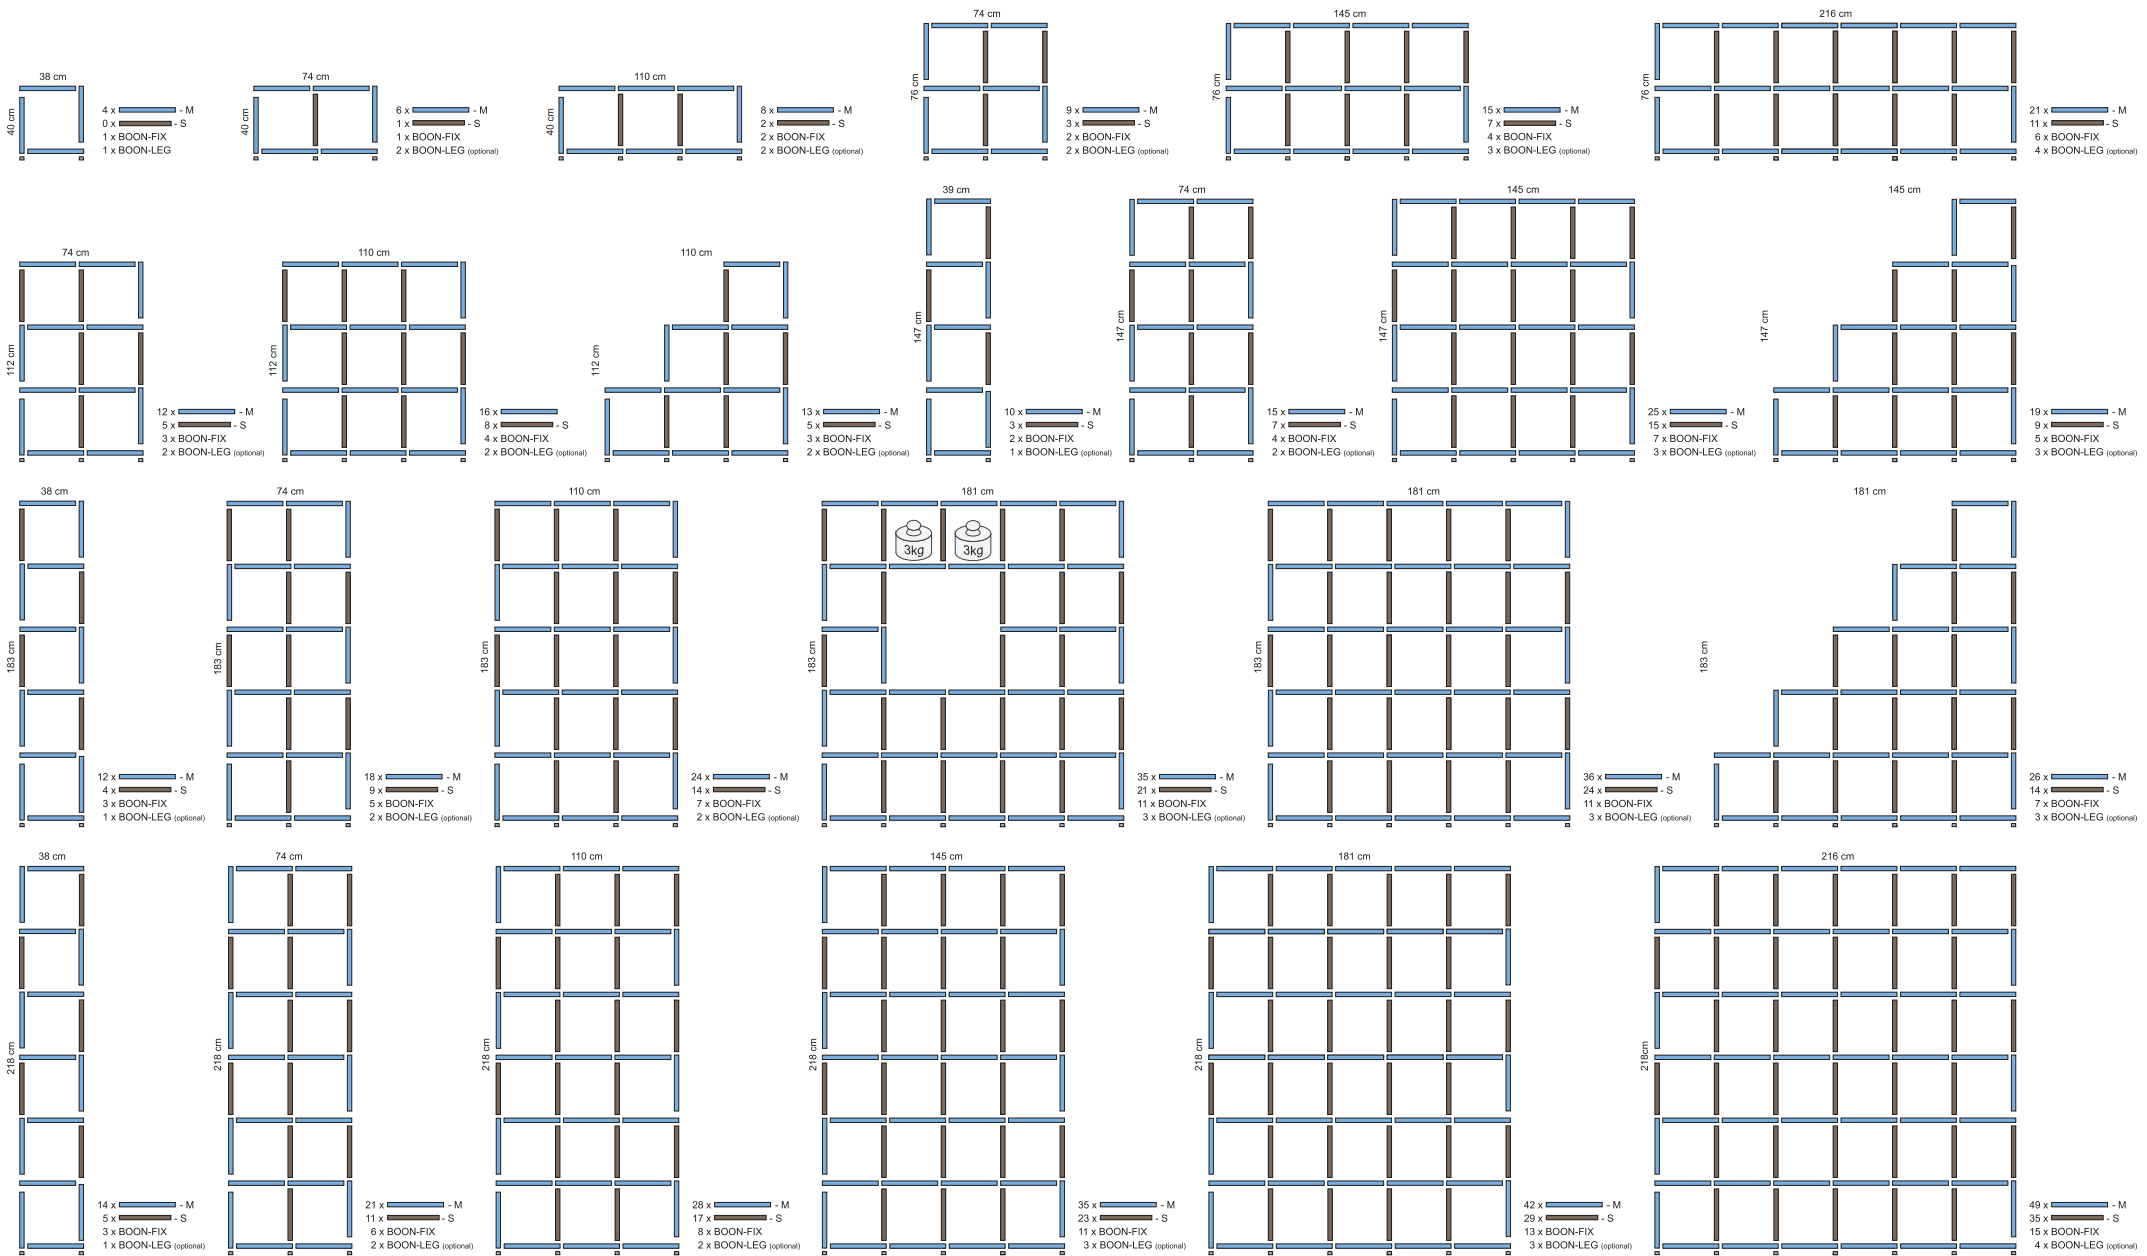 38 cm
40 cm
4 x - M
0 x - S
1 x BOON-FIX
1 x BOON-LEG
74 cm
40 cm
6 x - M
1 x - S
1 x BOON-FIX
2 x BOON-LEG (optional)
110 cm
40 cm
8 x - M
2 x - S
2 x BOON-FIX
2 x BOON-LEG (optional)
74 cm
76 cm
9 x - M
3 x - S
2 x BOON-FIX
2 x BOON-LEG (optional)
145 cm
76 cm
15 x - M
7 x - S
4 x BOON-FIX
3 x BOON-LEG (optional)
216 cm
76 cm
21 x - M
11 x - S
6 x BOON-FIX
4 x BOON-LEG (optional)
74 cm
112 cm
12 x - M
5 x - S
3 x BOON-FIX
2 x BOON-LEG (optional)
110 cm
112 cm
16 x
8 x - S
4 x BOON-FIX
2 x BOON-LEG (optional)
110 cm
112 cm
13 x - M
5 x - S
3 x BOON-FIX
2 x BOON-LEG (optional)
39 cm
147 cm
10 x - M
3 x - S
2 x BOON-FIX
1 x BOON-LEG (optional)
74 cm
147 cm
15 x - M
7 x - S
4 x BOON-FIX
2 x BOON-LEG (optional)
145 cm
147 cm
25 x - M
15 x - S
7 x BOON-FIX
3 x BOON-LEG (optional)
145 cm
147 cm
19 x - M
9 x - S
5 x BOON-FIX
3 x BOON-LEG (optional)
38 cm
183 cm
12 x - M
4 x - S
3 x BOON-FIX
1 x BOON-LEG (optional)
74 cm
183 cm
18 x - M
9 x - S
5 x BOON-FIX
2 x BOON-LEG (optional)
110 cm
183 cm
24 x - M
14 x - S
7 x BOON-FIX
2 x BOON-LEG (optional)
181 cm
3kg
3kg
183 cm
35 x - M
21 x - S
11 x BOON-FIX
3 x BOON-LEG (optional)
181 cm
183 cm
36 x - M
24 x - S
11 x BOON-FIX
3 x BOON-LEG (optional)
181 cm
183 cm
26 x - M
14 x - S
7 x BOON-FIX
3 x BOON-LEG (optional)
38 cm
218 cm
14 x - M
5 x - S
3 x BOON-FIX
1 x BOON-LEG (optional)
74 cm
218 cm
21 x - M
11 x - S
6 x BOON-FIX
2 x BOON-LEG (optional)
110 cm
218 cm
28 x - M
17 x - S
8 x BOON-FIX
2 x BOON-LEG (optional)
145 cm
218 cm
35 x - M
23 x - S
11 x BOON-FIX
3 x BOON-LEG (optional)
181 cm
218 cm
42 x - M
29 x - S
13 x BOON-FIX
3 x BOON-LEG (optional)
216 cm
218cm
49 x - M
35 x - S
15 x BOON-FIX
4 x BOON-LEG (optional)